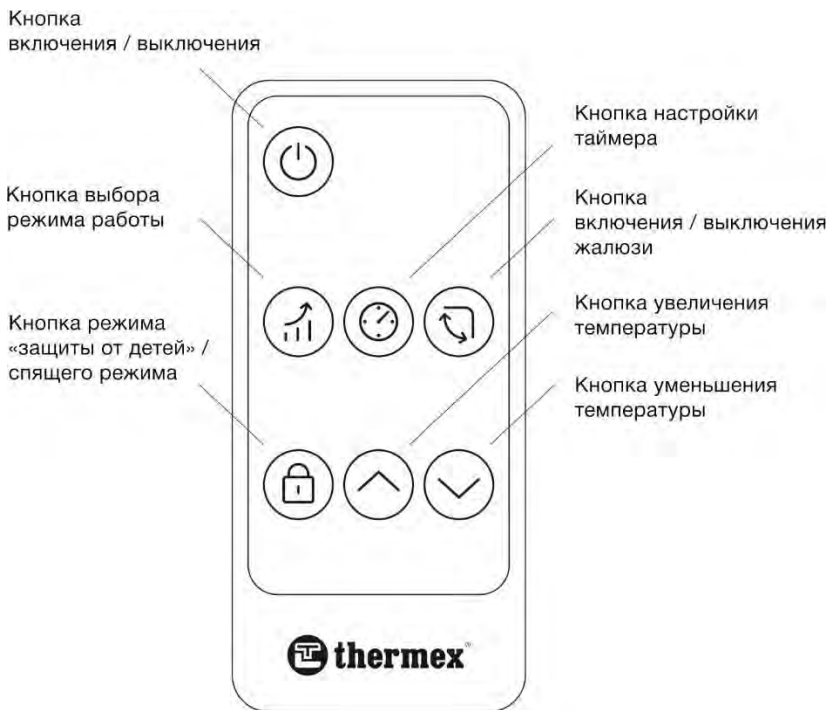 Кнопка
включения / выключения
Кнопка настройки
таймера
Кнопка выбора
режима работы
Кнопка
включения / выключения
жалюзи
Кнопка режима
«защиты от детей» /
спящего режима
Кнопка увеличения
температуры
Кнопка уменьшения
температуры
thermex®